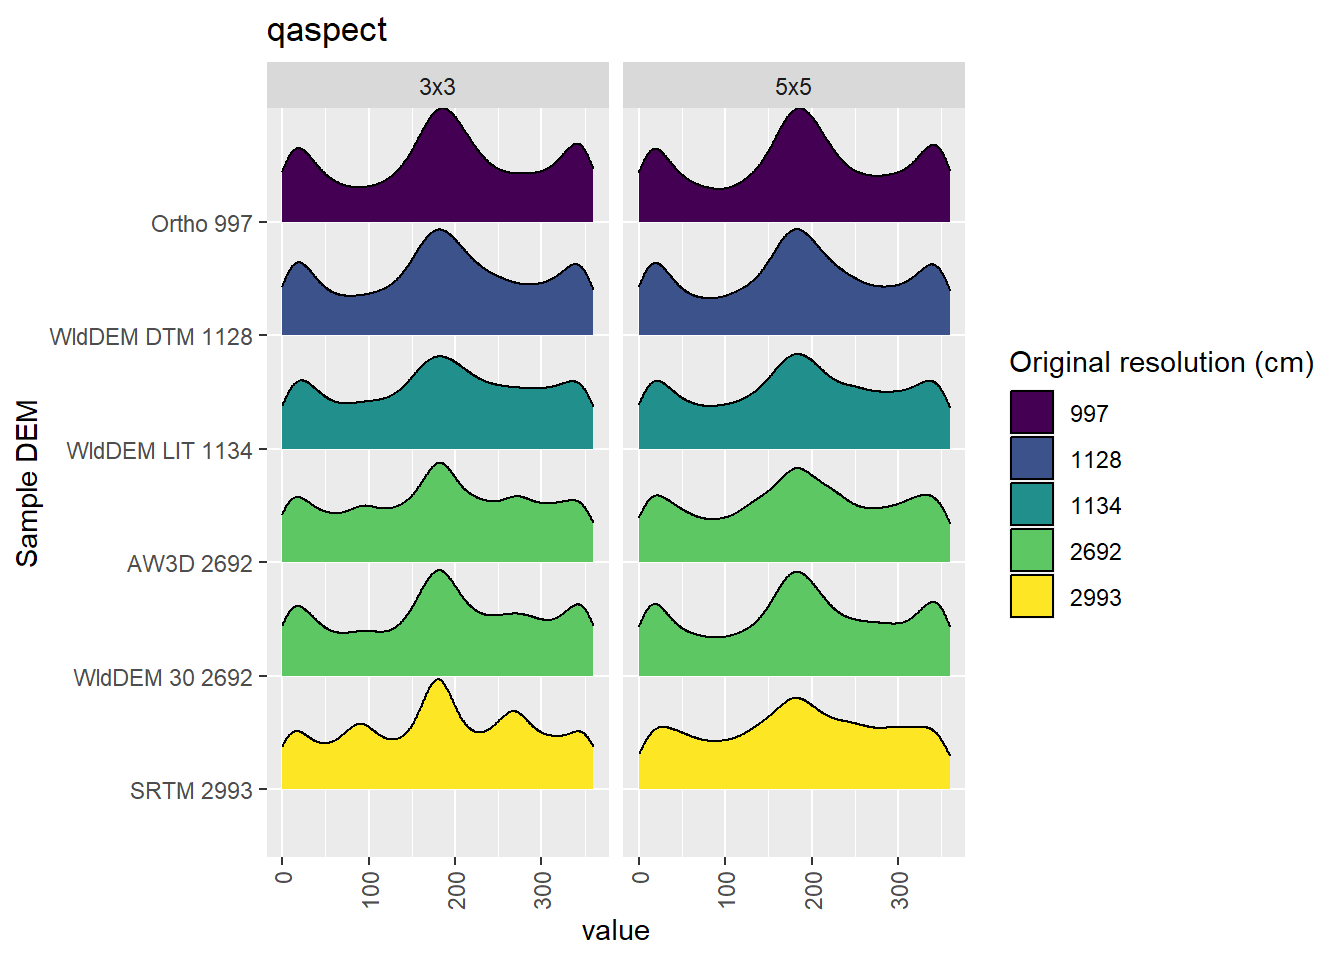 qaspect
3x3
5x5
Sample DEM
Ortho 997
WldDEM DTM 1128
WldDEM LIT 1134
AW3D 2692
WldDEM 30 2692
SRTM 2993
0
100
200
300
0
100
200
300
value
Original resolution (cm)
997
1128
1134
2692
2993